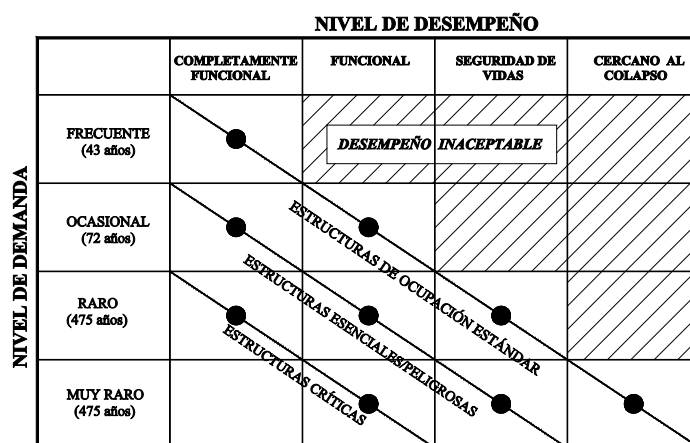 NIVEL DE DESEMPEÑO
COMPLETAMENTE FUNCIONAL
FUNCIONAL
SEGURIDAD DE VIDAS
CERCANO AL COLAPSO
NIVEL DE DEMANDA
FRECUENTE
(43 años)
DESEMPEÑO INACEPTABLE
OCASIONAL
(72 años)
ESTRUCTURAS DE OCUPACIÓN ESTÁNDAR
RARO
(475 años)
ESTRUCTURAS ESENCIALES/PELIGROSAS
ESTRUCTURAS CRÍTICAS
MUY RARO
(475 años)